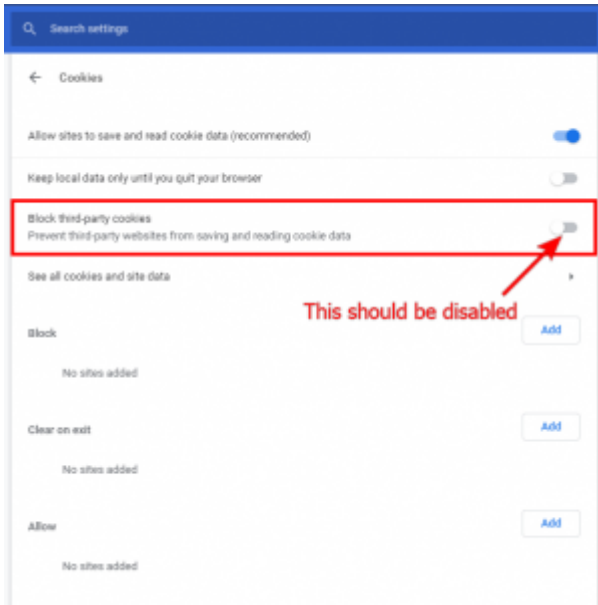 Search settings
Cookies
Allow sites to save and read cookie data (recommended)
Keep local data only until you quit your browser
Block third-party cookies
Prevent third-party websites from saving and reading cookie data
See all cookies and site data
This should be disabled
Block
Add
No sites added
Clear on exit
Add
No sites added
Allow
Add
No sites added